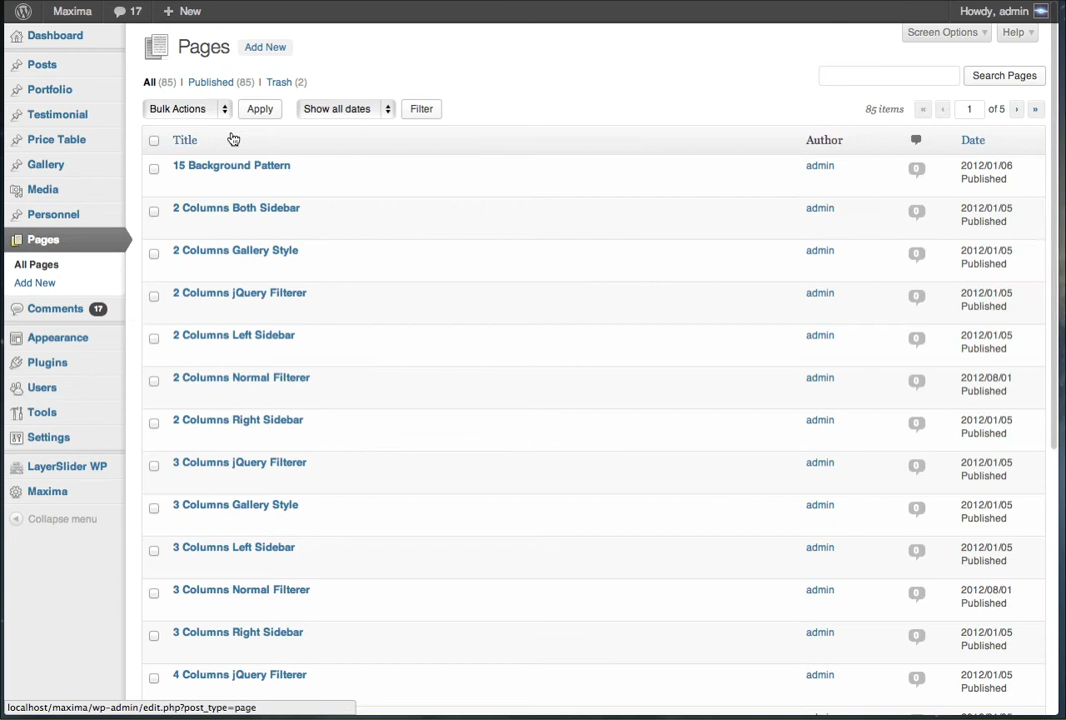 Maxima 17 + New Howdy, admin
Dashboard
Posts
Portfolio
Testimonial
Price Table
Gallery
Media
Personnel
Pages
All Pages
Add New
Comments 17
Appearance
Plugins
Users
Tools
Settings
LayerSlider WP
Maxima
Collapse menu
Screen Options Help
Pages Add New
All (85) | Published (85) | Trash (2)
Search Pages
Bulk Actions Apply Show all dates Filter 85 items « ‹ 1 of 5 › »
Title Author Date
15 Background Pattern admin 0 2012/01/06
Published
2 Columns Both Sidebar admin 0 2012/01/05
Published
2 Columns Gallery Style admin 0 2012/01/05
Published
2 Columns jQuery Filterer admin 0 2012/01/05
Published
2 Columns Left Sidebar admin 0 2012/01/05
Published
2 Columns Normal Filterer admin 0 2012/08/01
Published
2 Columns Right Sidebar admin 0 2012/01/05
Published
3 Columns jQuery Filterer admin 0 2012/01/05
Published
3 Columns Gallery Style admin 0 2012/01/05
Published
3 Columns Left Sidebar admin 0 2012/01/05
Published
3 Columns Normal Filterer admin 0 2012/08/01
Published
3 Columns Right Sidebar admin 0 2012/01/05
Published
4 Columns jQuery Filterer admin 0 2012/01/05
Published
localhost/maxima/wp-admin/edit.php?post_type=page